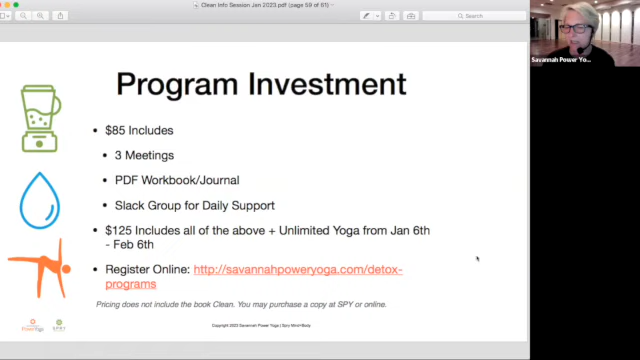 Clean Info Session Jan 2023.pdf (page 59 of 61)
Search
Savannah Power Yo...
Program Investment
• $85 Includes
• 3 Meetings
• PDF Workbook/Journal
• Slack Group for Daily Support
• $125 Includes all of the above + Unlimited Yoga from Jan 6th
- Feb 6th
• Register Online: http://savannahpoweryoga.com/detox-
programs
Pricing does not include the book Clean. You may purchase a copy at SPY or online.
PowerYoga
SPY
Copyright 2023 Savannah Power Yoga | Spry Mind+Body